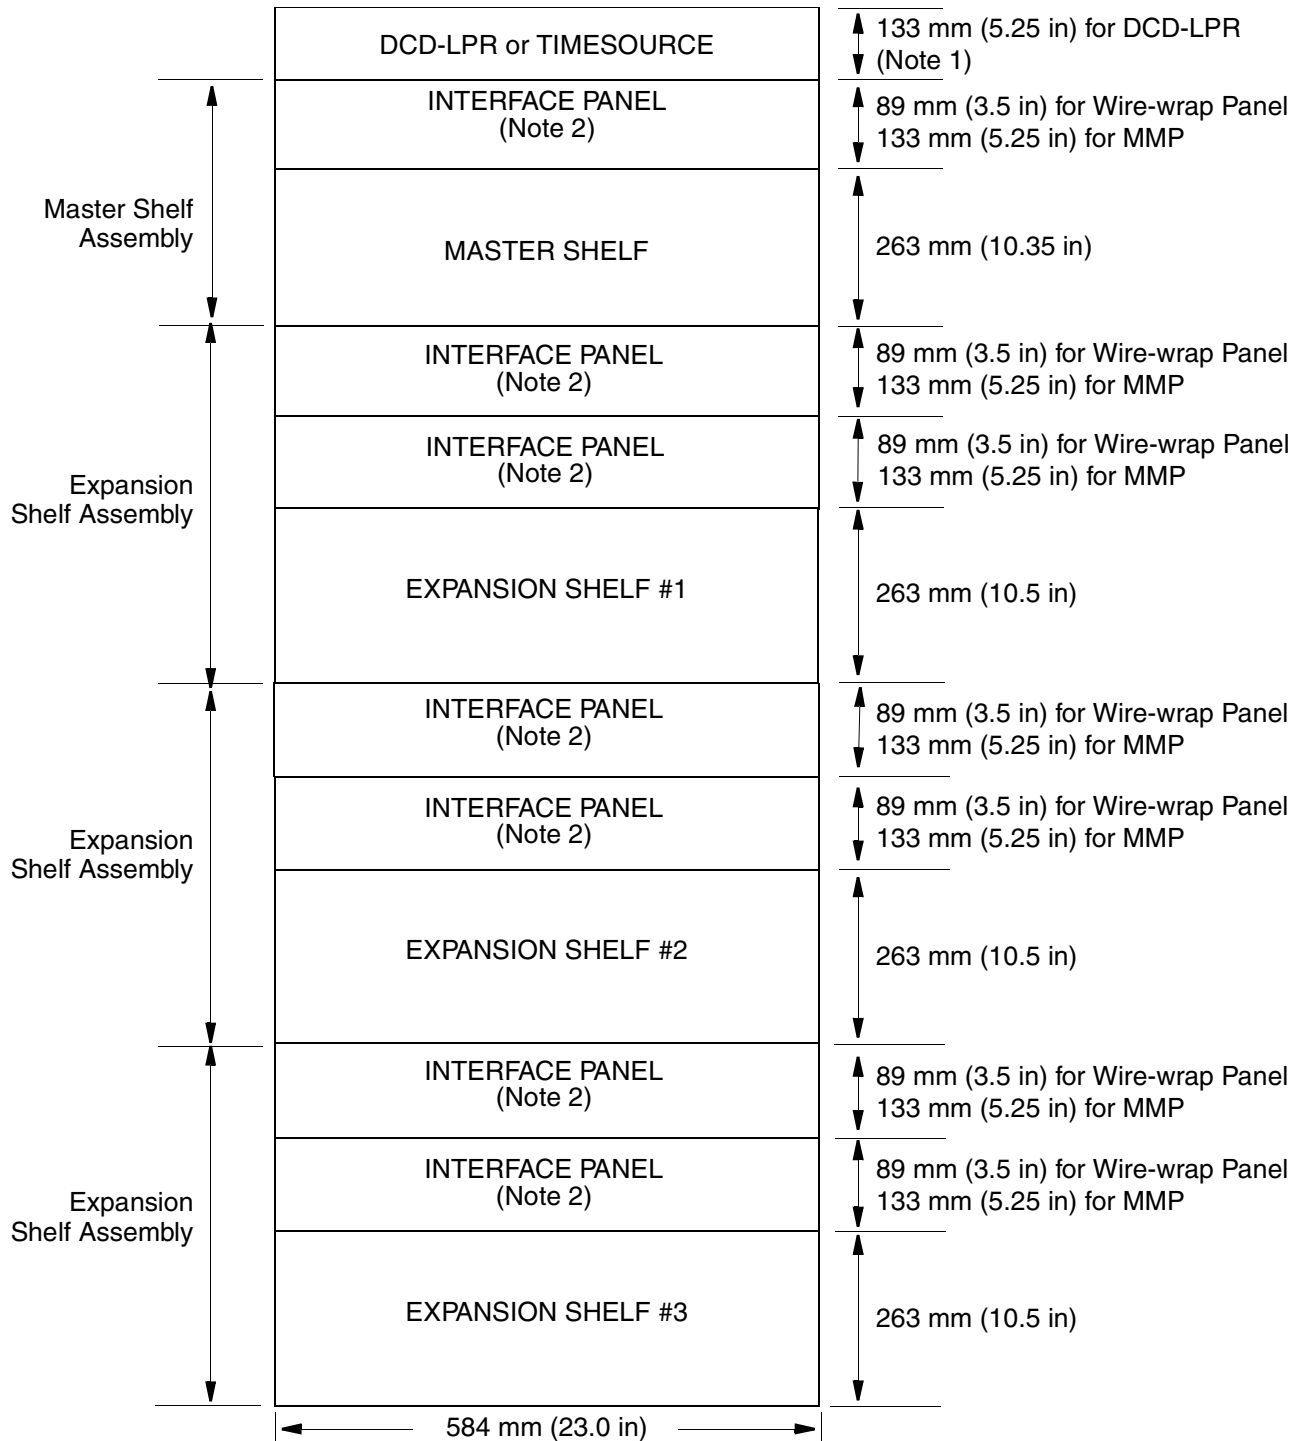 DCD-LPR or TIMESOURCE
133 mm (5.25 in) for DCD-LPR
(Note 1)
INTERFACE PANEL
(Note 2)
89 mm (3.5 in) for Wire-wrap Panel
133 mm (5.25 in) for MMP
Master Shelf
Assembly
MASTER SHELF
263 mm (10.35 in)
INTERFACE PANEL
(Note 2)
89 mm (3.5 in) for Wire-wrap Panel
133 mm (5.25 in) for MMP
INTERFACE PANEL
(Note 2)
89 mm (3.5 in) for Wire-wrap Panel
133 mm (5.25 in) for MMP
Expansion
Shelf Assembly
EXPANSION SHELF #1
263 mm (10.5 in)
INTERFACE PANEL
(Note 2)
89 mm (3.5 in) for Wire-wrap Panel
133 mm (5.25 in) for MMP
INTERFACE PANEL
(Note 2)
89 mm (3.5 in) for Wire-wrap Panel
133 mm (5.25 in) for MMP
Expansion
Shelf Assembly
EXPANSION SHELF #2
263 mm (10.5 in)
INTERFACE PANEL
(Note 2)
89 mm (3.5 in) for Wire-wrap Panel
133 mm (5.25 in) for MMP
INTERFACE PANEL
(Note 2)
89 mm (3.5 in) for Wire-wrap Panel
133 mm (5.25 in) for MMP
Expansion
Shelf Assembly
EXPANSION SHELF #3
263 mm (10.5 in)
584 mm (23.0 in)